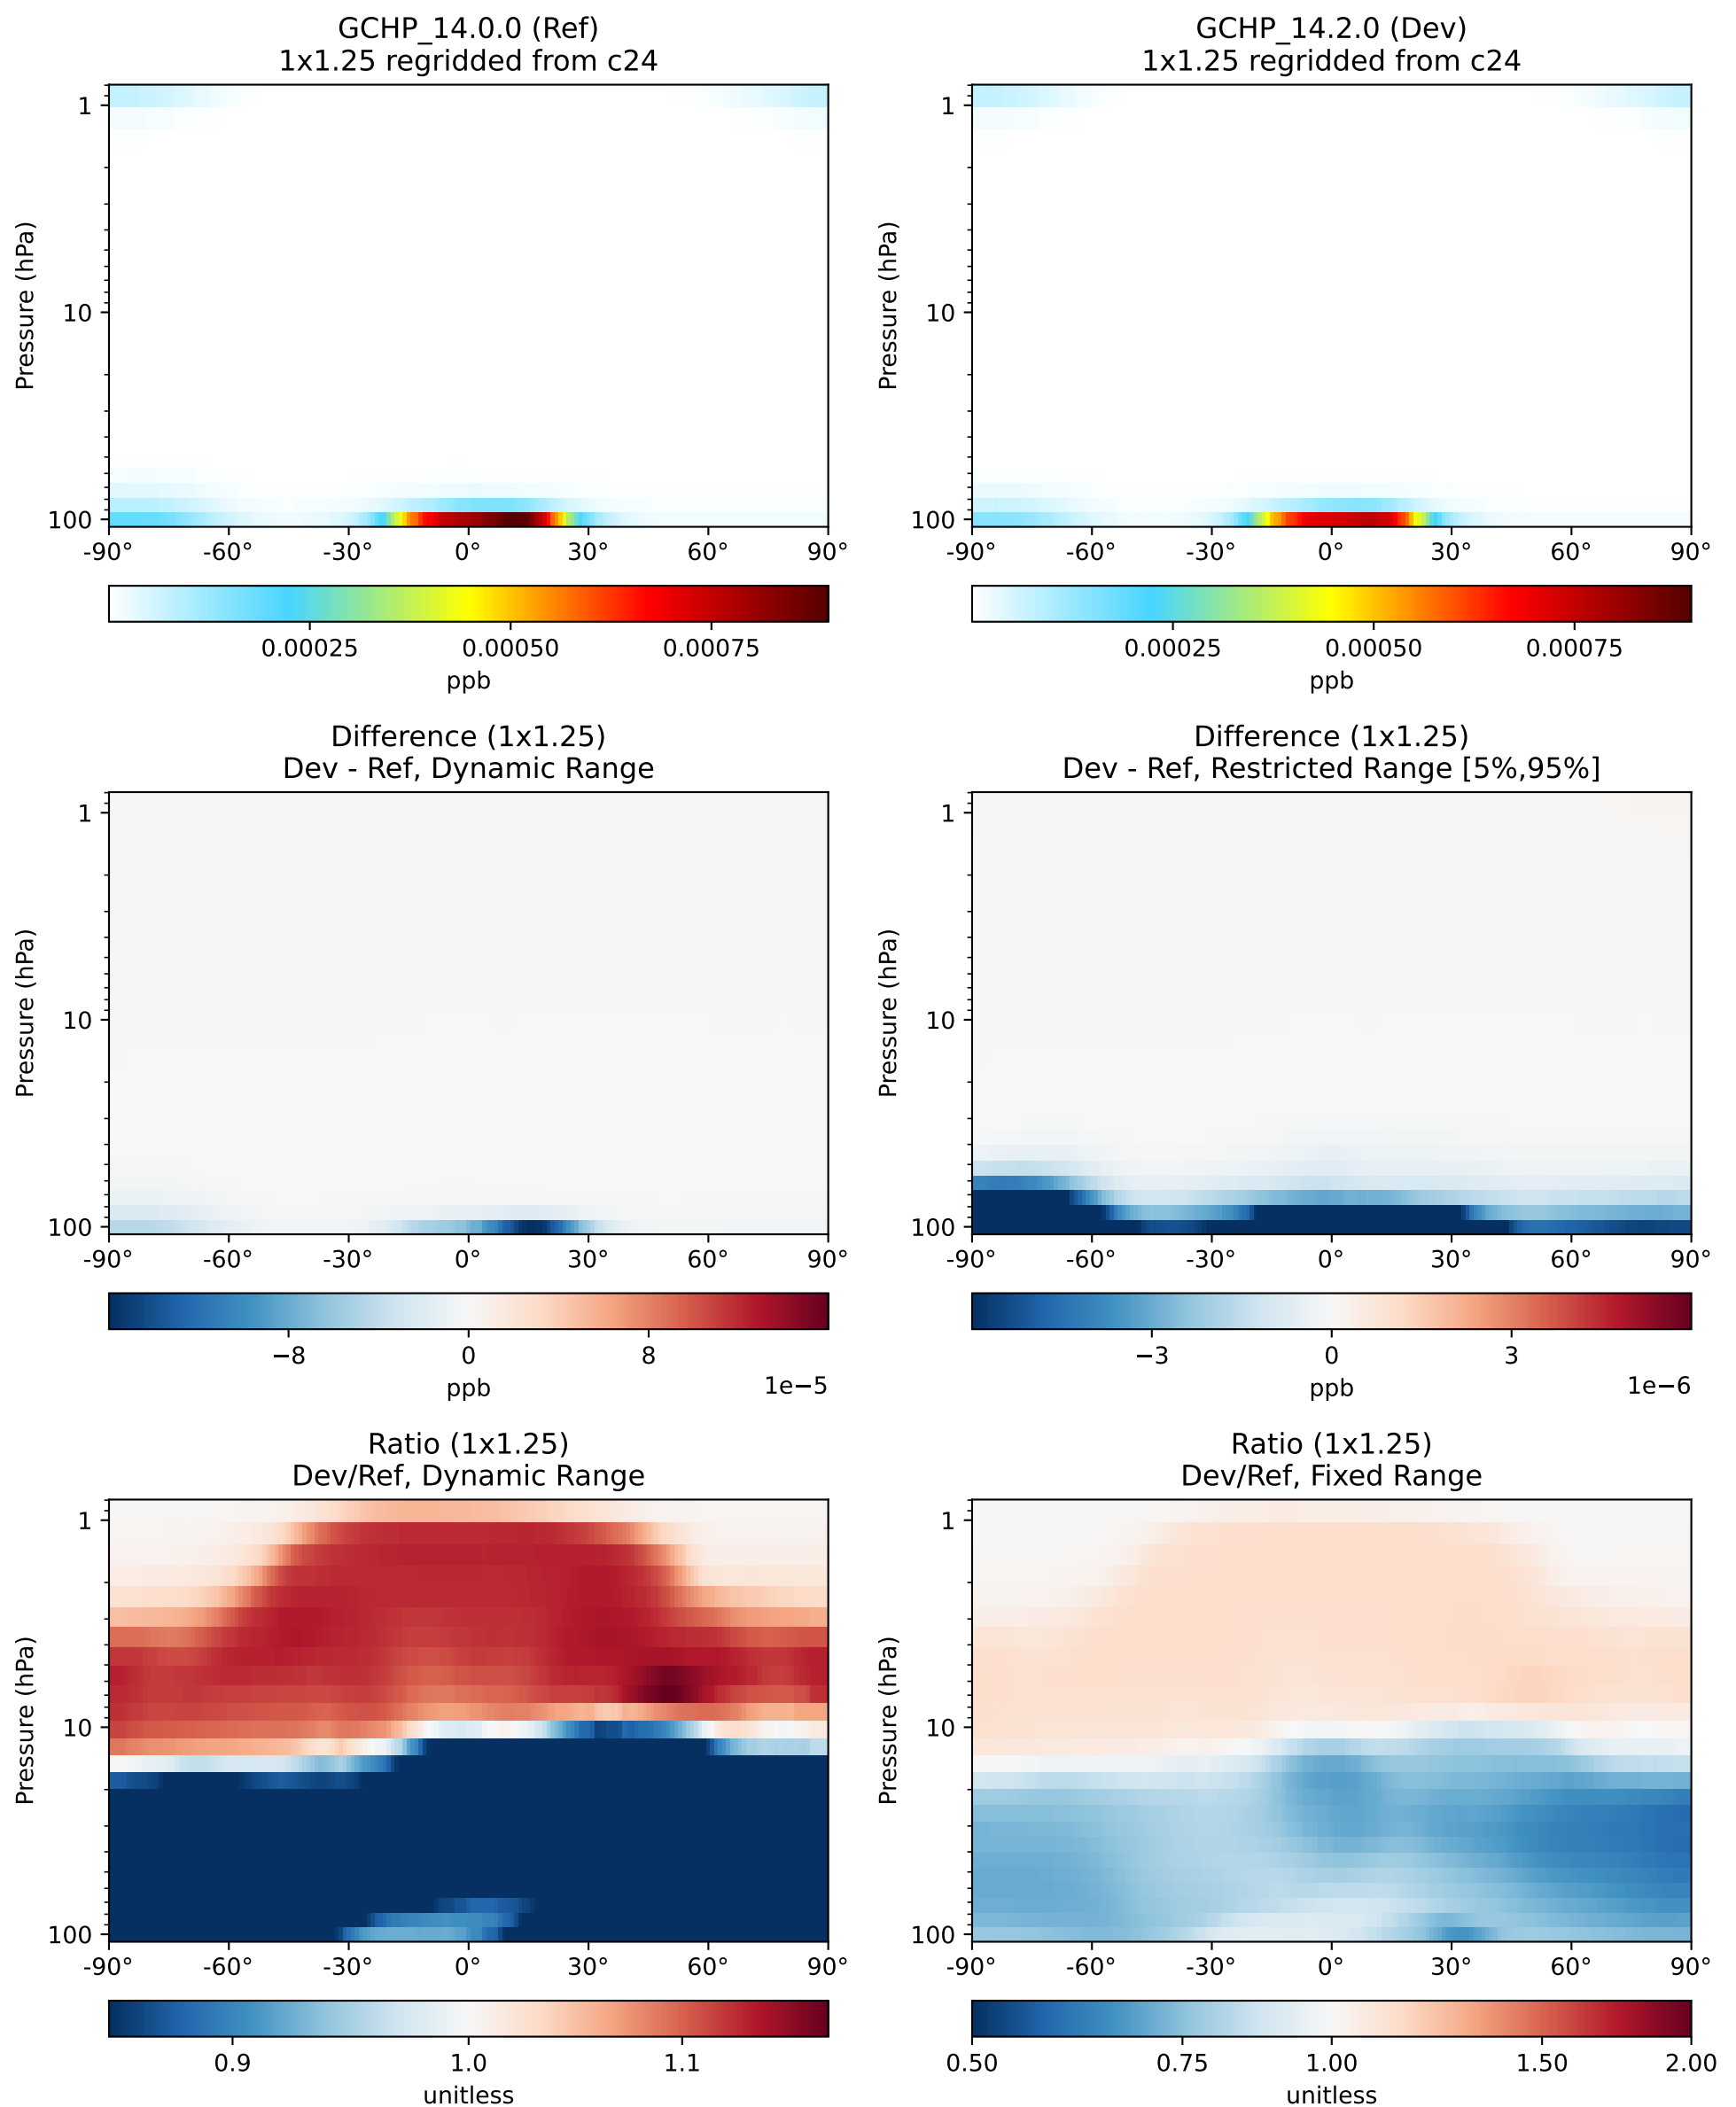 GCHP_14.0.0 (Ref)
1x1.25 regridded from c24
Pressure (hPa)
1
10
100
-90° -60° -30° 0° 30° 60° 90°
0.00025 0.00050 0.00075
ppb
GCHP_14.2.0 (Dev)
1x1.25 regridded from c24
Pressure (hPa)
1
10
100
-90° -60° -30° 0° 30° 60° 90°
0.00025 0.00050 0.00075
ppb
Difference (1x1.25)
Dev - Ref, Dynamic Range
Pressure (hPa)
1
10
100
-90° -60° -30° 0° 30° 60° 90°
−8 0 8
ppb 1e−5
Difference (1x1.25)
Dev - Ref, Restricted Range [5%,95%]
Pressure (hPa)
1
10
100
-90° -60° -30° 0° 30° 60° 90°
−3 0 3
ppb 1e−6
Ratio (1x1.25)
Dev/Ref, Dynamic Range
Pressure (hPa)
1
10
100
-90° -60° -30° 0° 30° 60° 90°
0.9 1.0 1.1
unitless
Ratio (1x1.25)
Dev/Ref, Fixed Range
Pressure (hPa)
1
10
100
-90° -60° -30° 0° 30° 60° 90°
0.50 0.75 1.00 1.50 2.00
unitless